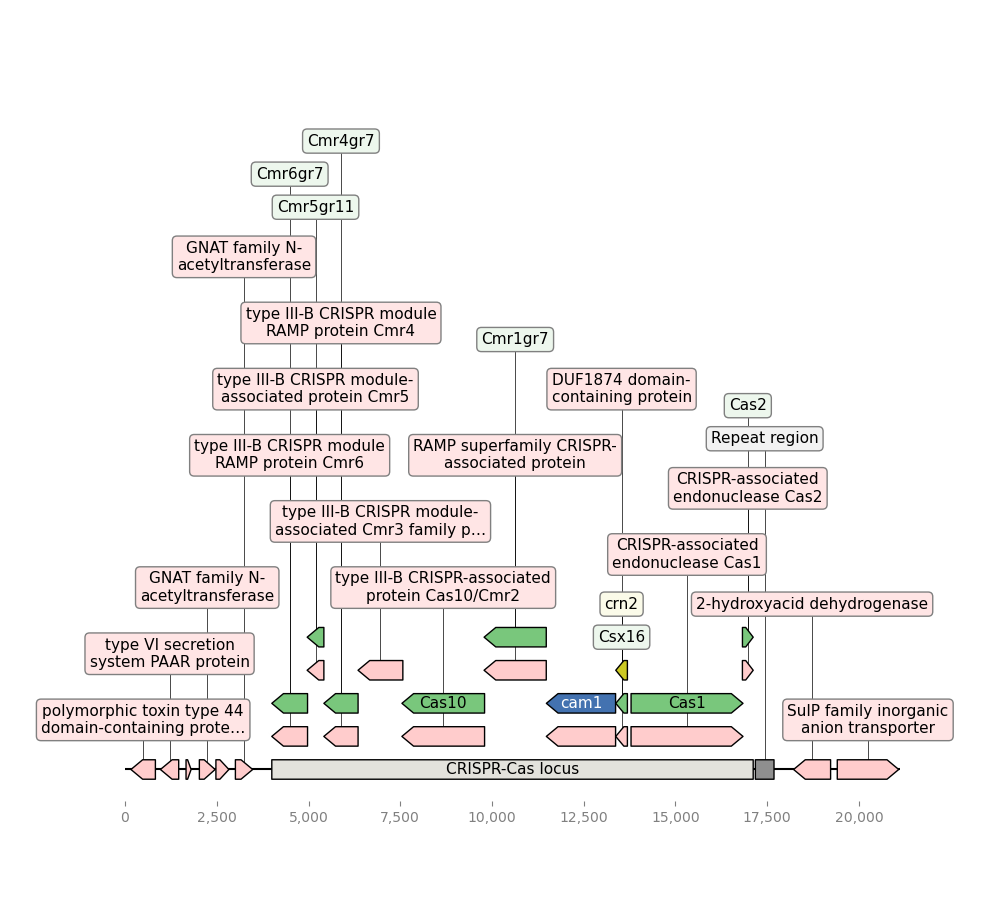 Cmr4gr7
Cmr6gr7
Cmr5gr11
GNAT family N-
acetyltransferase
type III-B CRISPR module
RAMP protein Cmr4
Cmr1gr7
type III-B CRISPR module-
associated protein Cmr5
DUF1874 domain-
containing protein
Cas2
Repeat region
type III-B CRISPR module
RAMP protein Cmr6
RAMP superfamily CRISPR-
associated protein
CRISPR-associated
endonuclease Cas2
type III-B CRISPR module-
associated Cmr3 family p...
CRISPR-associated
endonuclease Cas1
GNAT family N-
acetyltransferase
type III-B CRISPR-associated
protein Cas10/Cmr2
crn2
2-hydroxyacid dehydrogenase
Csx16
type VI secretion
system PAAR protein
polymorphic toxin type 44
domain-containing prote...
Cas10
cam1
Cas1
SulP family inorganic
anion transporter
CRISPR-Cas locus
0
2,500
5,000
7,500
10,000
12,500
15,000
17,500
20,000